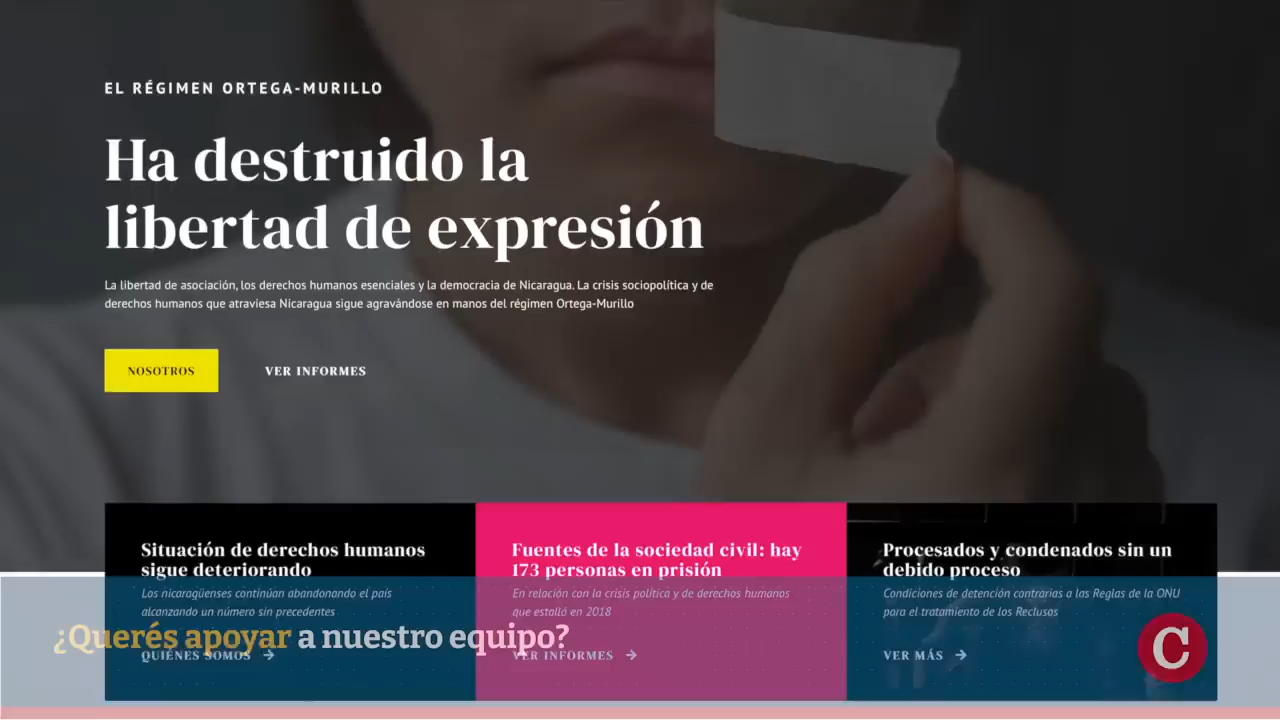 EL RÉGIMEN ORTEGA-MURILLO
Ha destruido la
libertad de expresión
La libertad de asociación, los derechos humanos esenciales y la democracia de Nicaragua. La crisis sociopolítica y de
derechos humanos que atraviesa Nicaragua sigue agravándose en manos del régimen Ortega-Murillo
NOSOTROS
VER INFORMES
Situación de derechos humanos
sigue deteriorando
Los nicaragüenses continúan abandonando el país
alcanzando un número sin precedentes
QUIÉNES SOMOS →
Fuentes de la sociedad civil: hay
173 personas en prisión
En relación con la crisis política y de derechos humanos
que estalló en 2018
VER INFORMES →
Procesados y condenados sin un
debido proceso
Condiciones de detención contrarias a las Reglas de la ONU
para el tratamiento de los Reclusos
VER MÁS →
¿Querés apoyar a nuestro equipo?
C